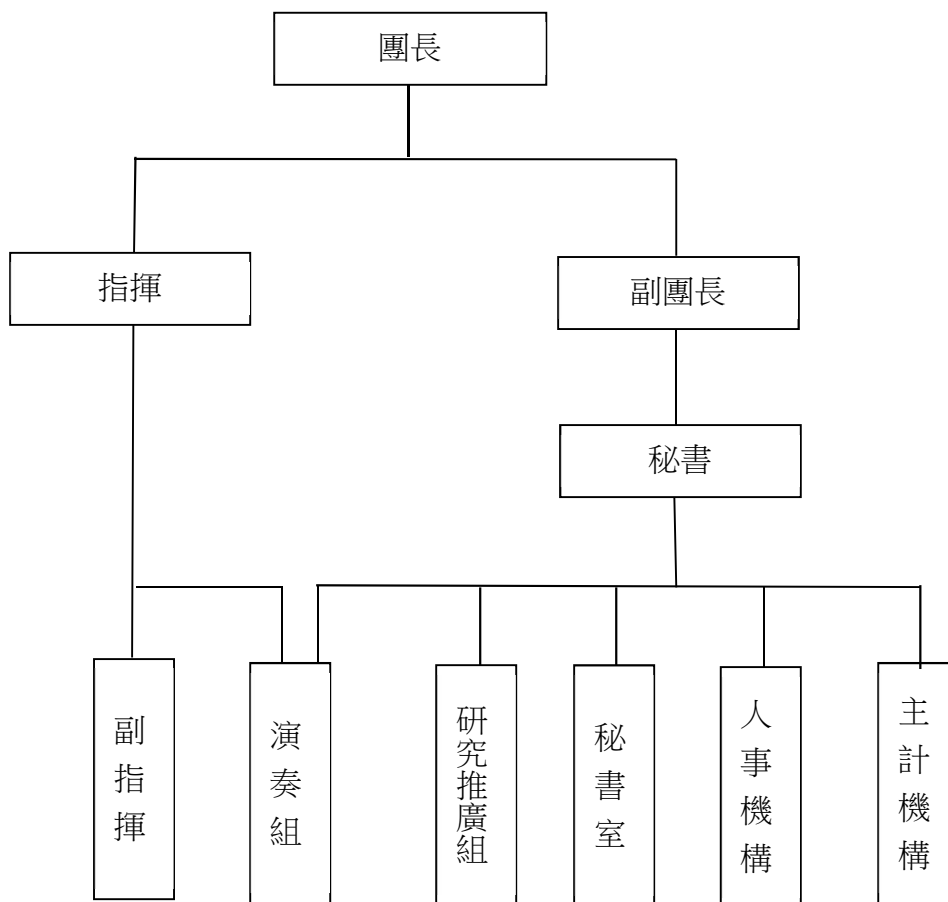 團長
指揮
副團長
秘書
副指揮
演奏組
研究推廣組
秘書室
人事機構
主計機構